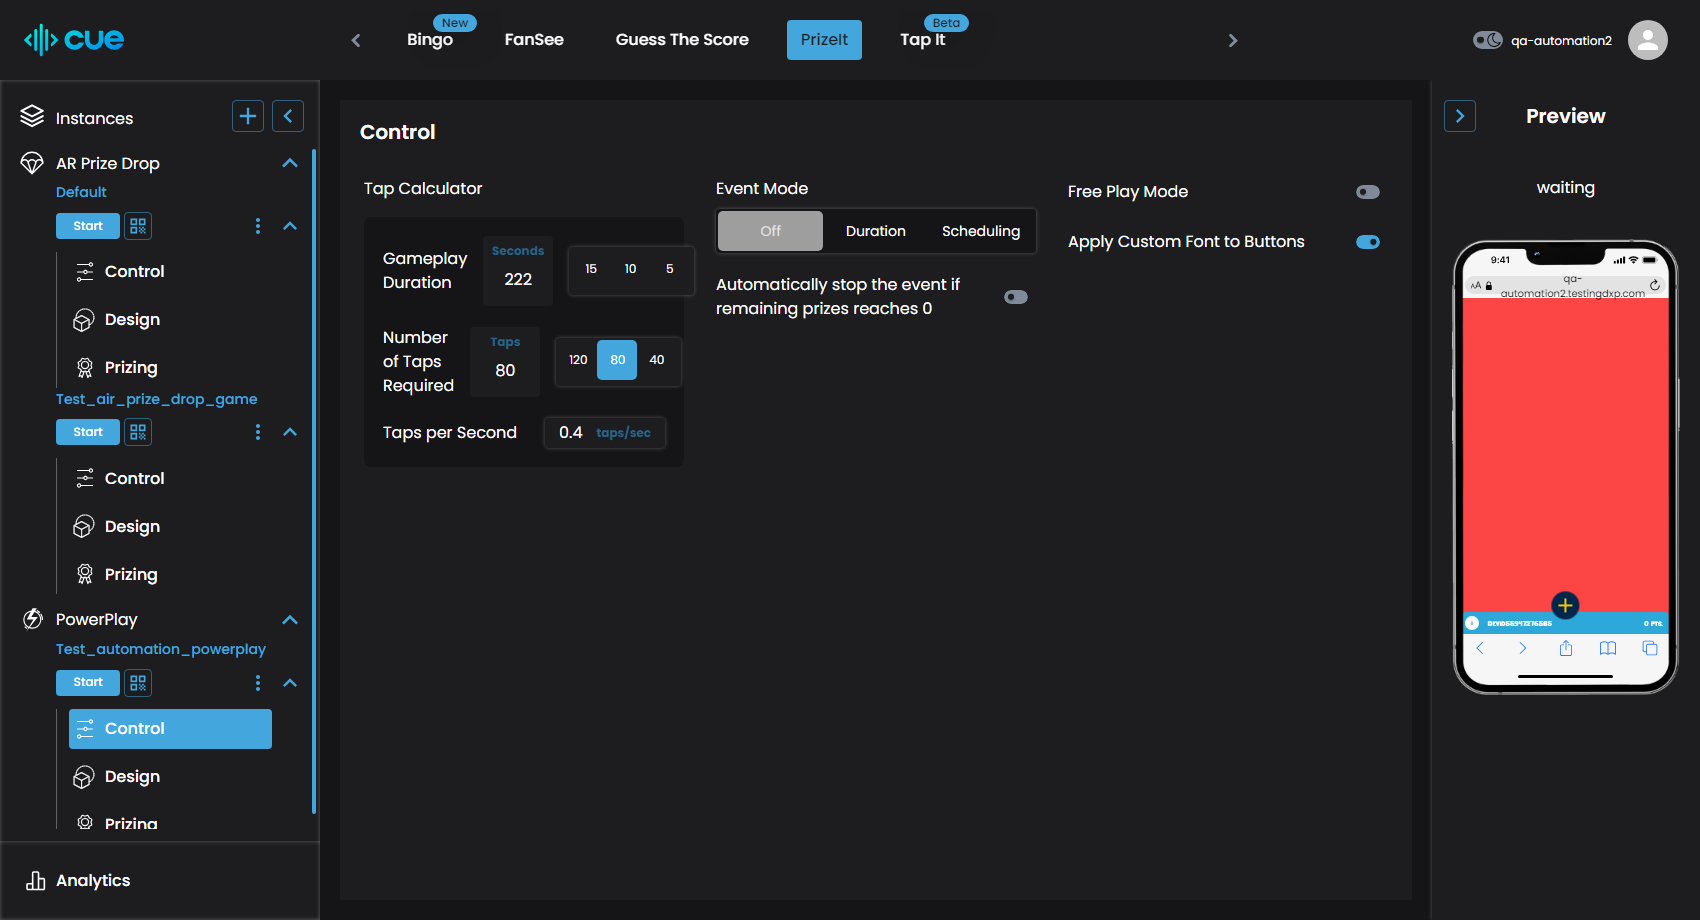 cue
Bingo
New
FanSee
Guess The Score
PrizeIt
Tap It
Beta
qa-automation2
Instances
AR Prize Drop
Default
Start
Control
Design
Prizing
Test_air_prize_drop_game
Start
Control
Design
Prizing
PowerPlay
Test_automation_powerplay
Start
Control
Design
Prizing
Analytics
Control
Tap Calculator
Gameplay
Duration
Seconds
222
15 10 5
Number
of Taps
Required
Taps
80
120 80 40
Taps per Second
0.4 taps/sec
Event Mode
Off Duration Scheduling
Automatically stop the event if
remaining prizes reaches 0
Free Play Mode
Apply Custom Font to Buttons
Preview
waiting
9:41
AA
qa-
automation2.testingdxp.com
0 PTS.